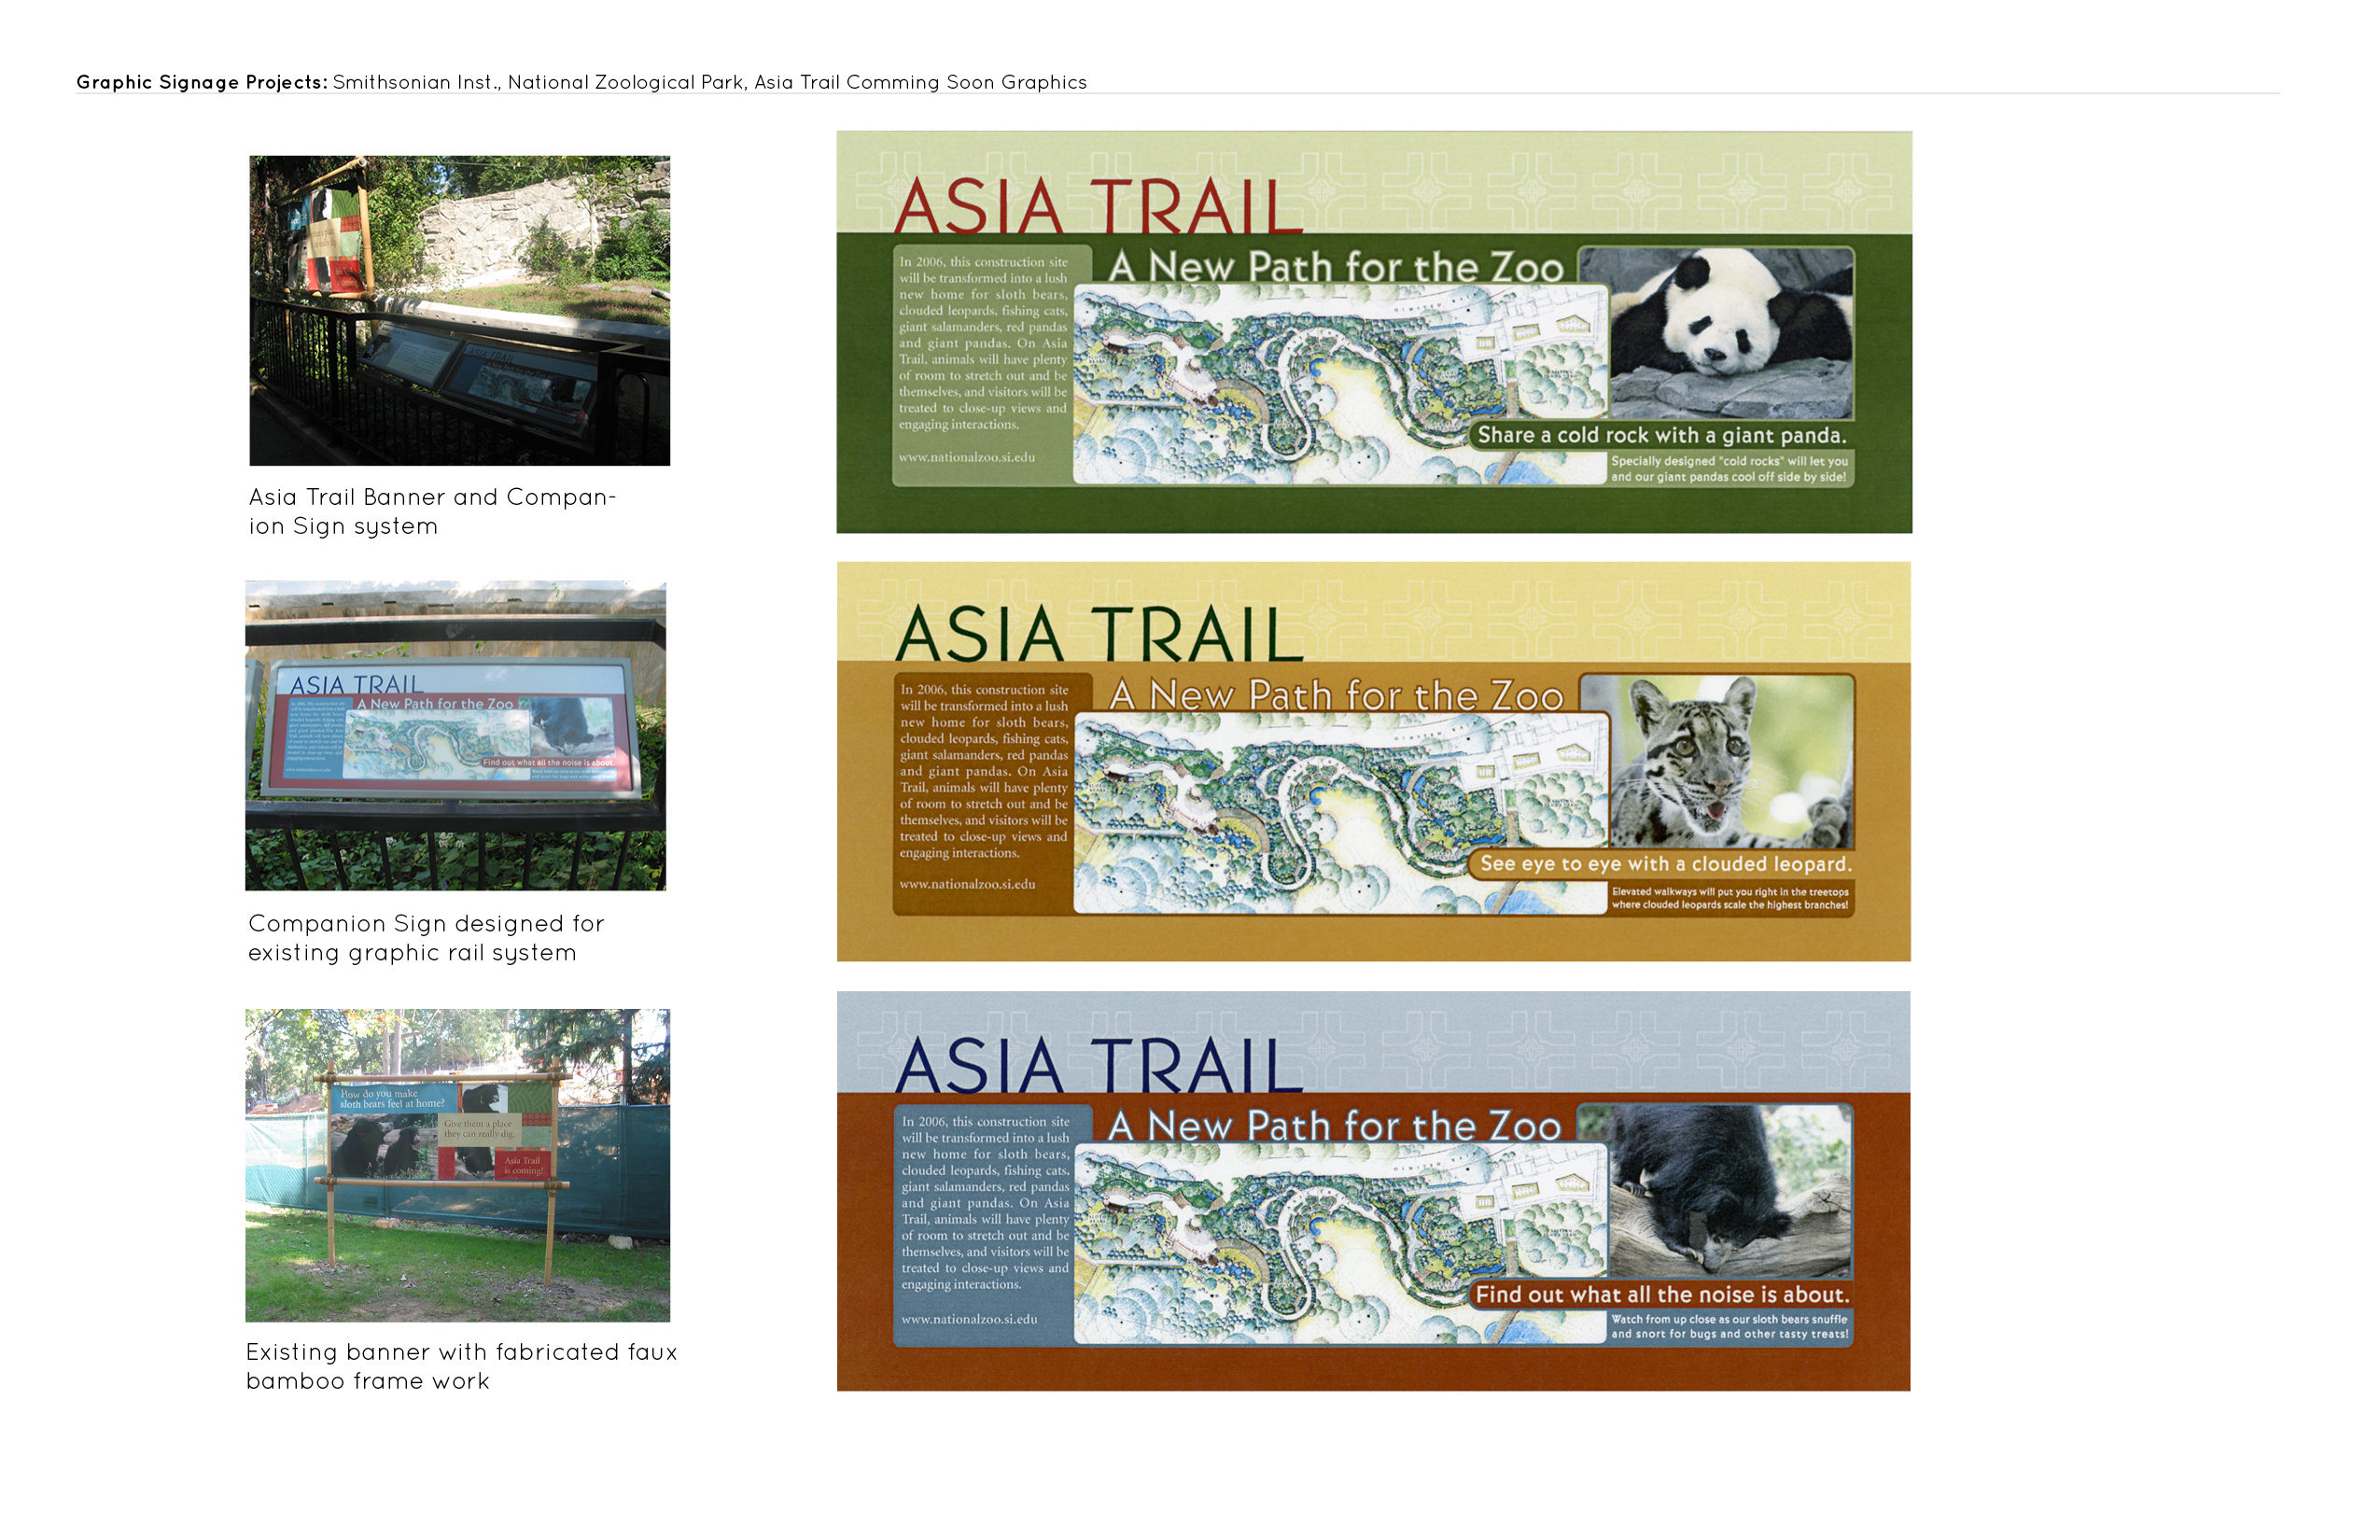 Graphic Signage Projects: Smithsonian Inst., National Zoological Park, Asia Trail Comming Soon Graphics
Asia Trail Banner and Compan-
ion Sign system
ASIA TRAIL
A New Path for the Zoo
Find out what all the noise is about.
Companion Sign designed for
existing graphic rail system
How do you make
sloth bears feel at home?
Give them a place
they can really dig.
Asia Trail
is coming!
Existing banner with fabricated faux
bamboo frame work
ASIA TRAIL
A New Path for the Zoo
In 2006, this construction site
will be transformed into a lush
new home for sloth bears,
clouded leopards, fishing cats,
giant salamanders, red pandas
and giant pandas. On Asia
Trail, animals will have plenty
of room to stretch out and be
themselves, and visitors will be
treated to close-up views and
engaging interactions.
www.nationalzoo.si.edu
Share a cold rock with a giant panda.
Specially designed "cold rocks" will let you
and our giant pandas cool off side by side!
ASIA TRAIL
A New Path for the Zoo
In 2006, this construction site
will be transformed into a lush
new home for sloth bears,
clouded leopards, fishing cats,
giant salamanders, red pandas
and giant pandas. On Asia
Trail, animals will have plenty
of room to stretch out and be
themselves, and visitors will be
treated to close-up views and
engaging interactions.
www.nationalzoo.si.edu
See eye to eye with a clouded leopard.
Elevated walkways will put you right in the treetops
where clouded leopards scale the highest branches!
ASIA TRAIL
A New Path for the Zoo
In 2006, this construction site
will be transformed into a lush
new home for sloth bears,
clouded leopards, fishing cats,
giant salamanders, red pandas
and giant pandas. On Asia
Trail, animals will have plenty
of room to stretch out and be
themselves, and visitors will be
treated to close-up views and
engaging interactions.
www.nationalzoo.si.edu
Find out what all the noise is about.
Watch from up close as our sloth bears snuffle
and snort for bugs and other tasty treats!